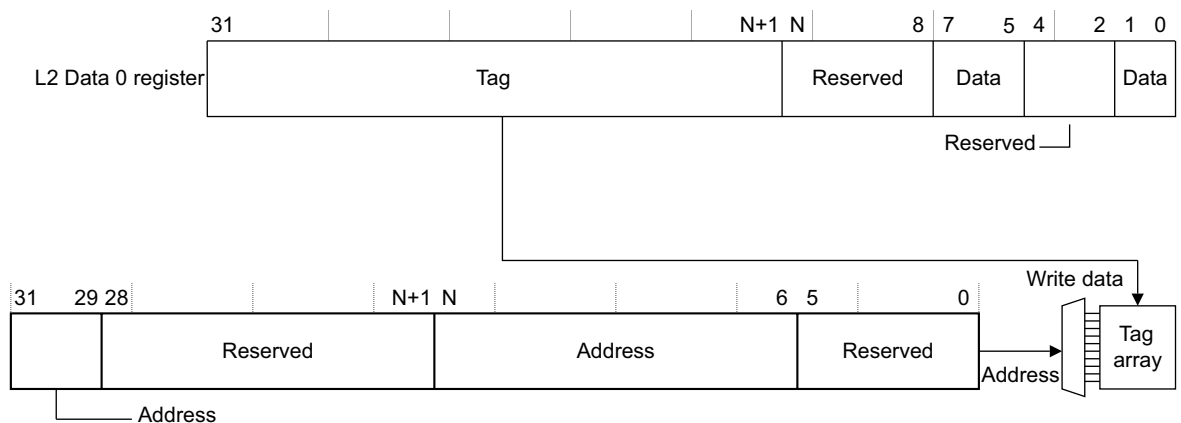 31 N+1 N 8 7 5 4 2 1 0
L2 Data 0 register Tag Reserved Data Data
Reserved
Write data
31 29 28 N+1 N 6 5 0
Reserved Address Reserved Tag array
Address
Address